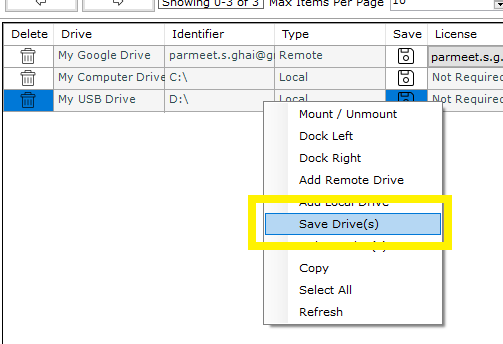 Showing 0-3 of 3 Max Items Per Page 10
Delete Drive Identifier Type Save License
My Google Drive parmeet.s.ghai@g Remote parmeet.s.g.
My Computer Drive C:\ Local Not Required
My USB Drive D:\ Local Not Required
Mount / Unmount
Dock Left
Dock Right
Add Remote Drive
Add Local Drive
Save Drive(s)
Copy
Select All
Refresh